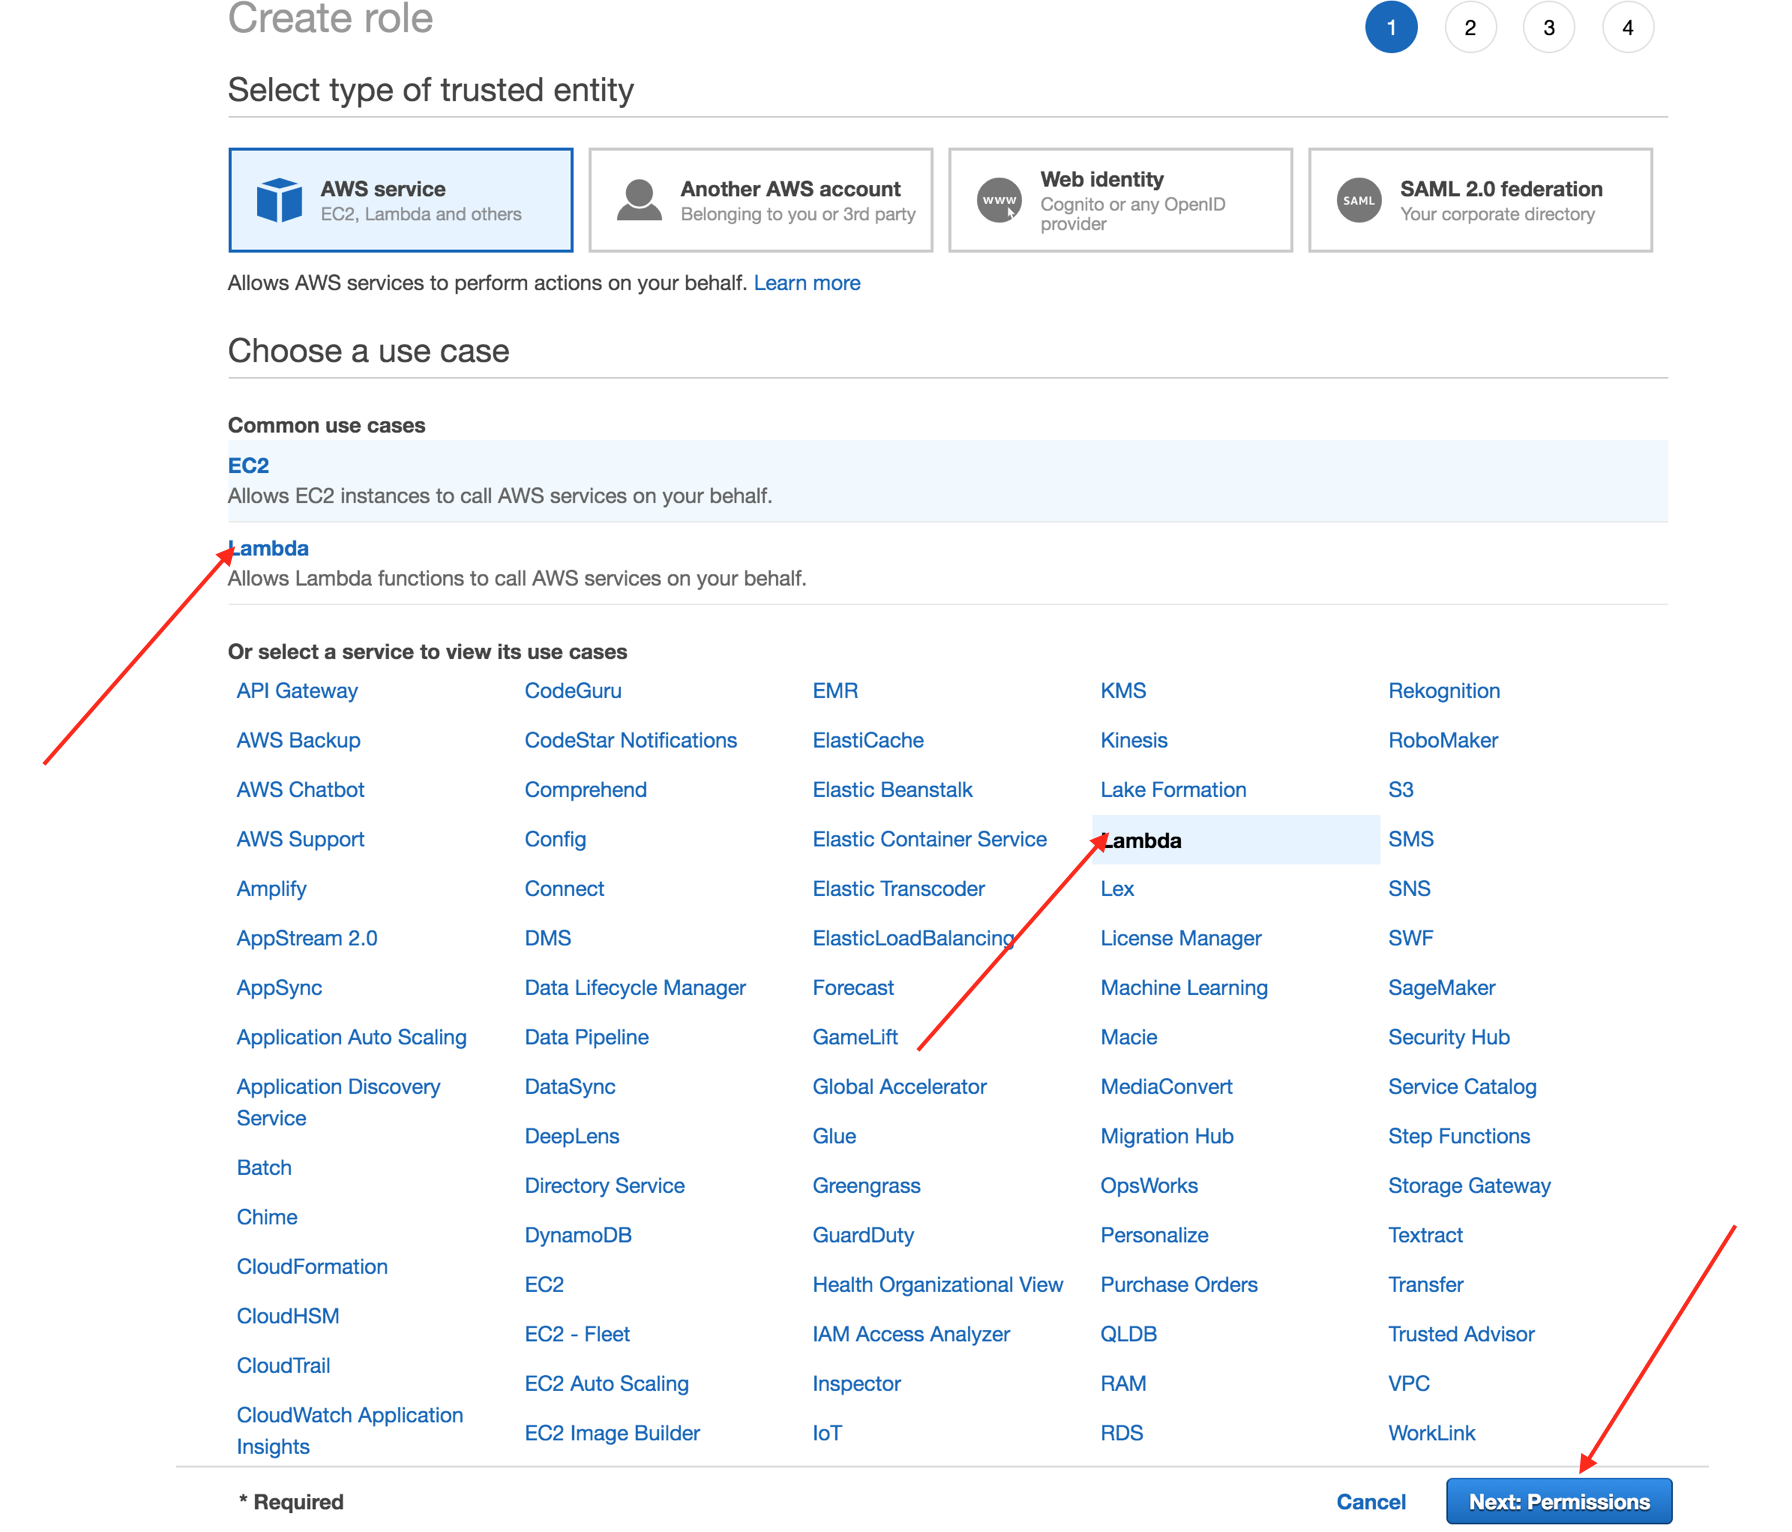 Create role
1 2 3 4
Select type of trusted entity
AWS service
EC2, Lambda and others
Another AWS account
Belonging to you or 3rd party
WWW
Web identity
Cognito or any OpenID
provider
SAML
SAML 2.0 federation
Your corporate directory
Allows AWS services to perform actions on your behalf. Learn more
Choose a use case
Common use cases
EC2
Allows EC2 instances to call AWS services on your behalf.
Lambda
Allows Lambda functions to call AWS services on your behalf.
Or select a service to view its use cases
API Gateway
AWS Backup
AWS Chatbot
AWS Support
Amplify
AppStream 2.0
AppSync
Application Auto Scaling
Application Discovery
Service
Batch
Chime
CloudFormation
CloudHSM
CloudTrail
CloudWatch Application
Insights
CodeGuru
CodeStar Notifications
Comprehend
Config
Connect
DMS
Data Lifecycle Manager
Data Pipeline
DataSync
DeepLens
Directory Service
DynamoDB
EC2
EC2 - Fleet
EC2 Auto Scaling
EC2 Image Builder
EMR
ElastiCache
Elastic Beanstalk
Elastic Container Service
Elastic Transcoder
ElasticLoadBalancing
Forecast
GameLift
Global Accelerator
Glue
Greengrass
GuardDuty
Health Organizational View
IAM Access Analyzer
Inspector
IoT
KMS
Kinesis
Lake Formation
Lambda
Lex
License Manager
Machine Learning
Macie
MediaConvert
Migration Hub
OpsWorks
Personalize
Purchase Orders
QLDB
RAM
RDS
Rekognition
RoboMaker
S3
SMS
SNS
SWF
SageMaker
Security Hub
Service Catalog
Step Functions
Storage Gateway
Textract
Transfer
Trusted Advisor
VPC
WorkLink
* Required
Cancel
Next: Permissions